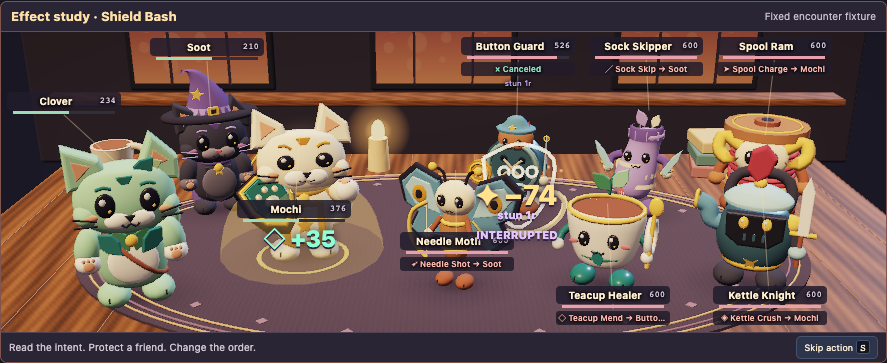 Effect study · Shield Bash
Fixed encounter fixture
Soot 210
Button Guard 526
× Canceled
stun 1r
Sock Skipper 600
Sock Skip → Soot
Spool Ram 600
➤ Spool Charge → Mochi
Clover 234
Mochi 376
+35
−74
stun 1r
INTERRUPTED
Needle Moth
Needle Shot → Soot
Teacup Healer 600
◇ Teacup Mend → Butto...
Kettle Knight 600
◈ Kettle Crush → Mochi
Read the intent. Protect a friend. Change the order.
Skip action S